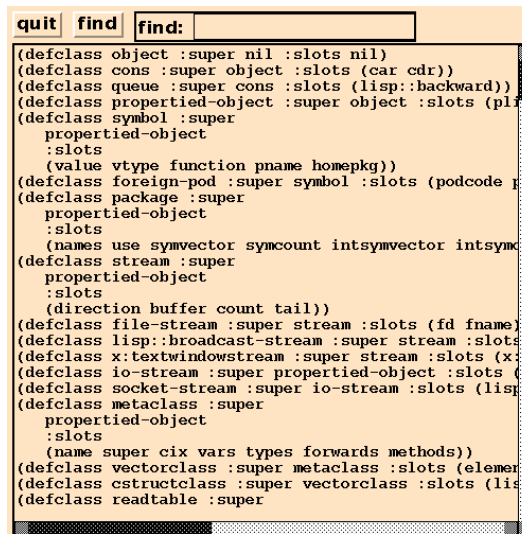 quit find find:
(defclass object :super nil :slots nil)
(defclass cons :super object :slots (car cdr))
(defclass queue :super cons :slots (lisp::backward))
(defclass propertied-object :super object :slots (pli
(defclass symbol :super
propertied-object
:slots
(value vtype function pname homepkg))
(defclass foreign-pod :super symbol :slots (podcode p
(defclass package :super
propertied-object
:slots
(names use symvector symcount intsymvector intsymc
(defclass stream :super
propertied-object
:slots
(direction buffer count tail))
(defclass file-stream :super stream :slots (fd fname)
(defclass lisp::broadcast-stream :super stream :slots
(defclass x:textwindowstream :super stream :slots (x:
(defclass io-stream :super propertied-object :slots (
(defclass socket-stream :super io-stream :slots (lisp
(defclass metaclass :super
propertied-object
:slots
(name super cix vars types forwards methods))
(defclass vectorclass :super metaclass :slots (elemen
(defclass cstructclass :super vectorclass :slots (lis
(defclass readtable :super